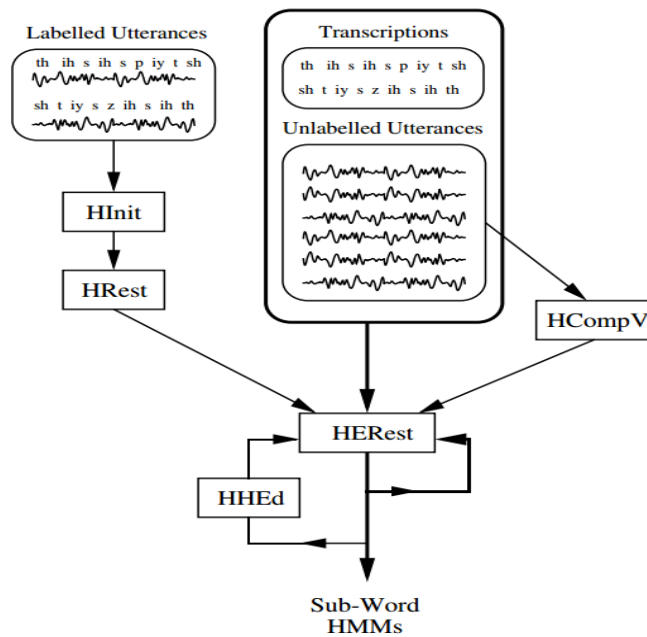 Labelled Utterances
th ih s ih s p iy t sh
sh t iy s z ih s ih th
Transcriptions
th ih s ih s p iy t sh
sh t iy s z ih s ih th
Unlabelled Utterances
HInit
HRest
HCompV
HERest
HHEd
Sub-Word
HMMs